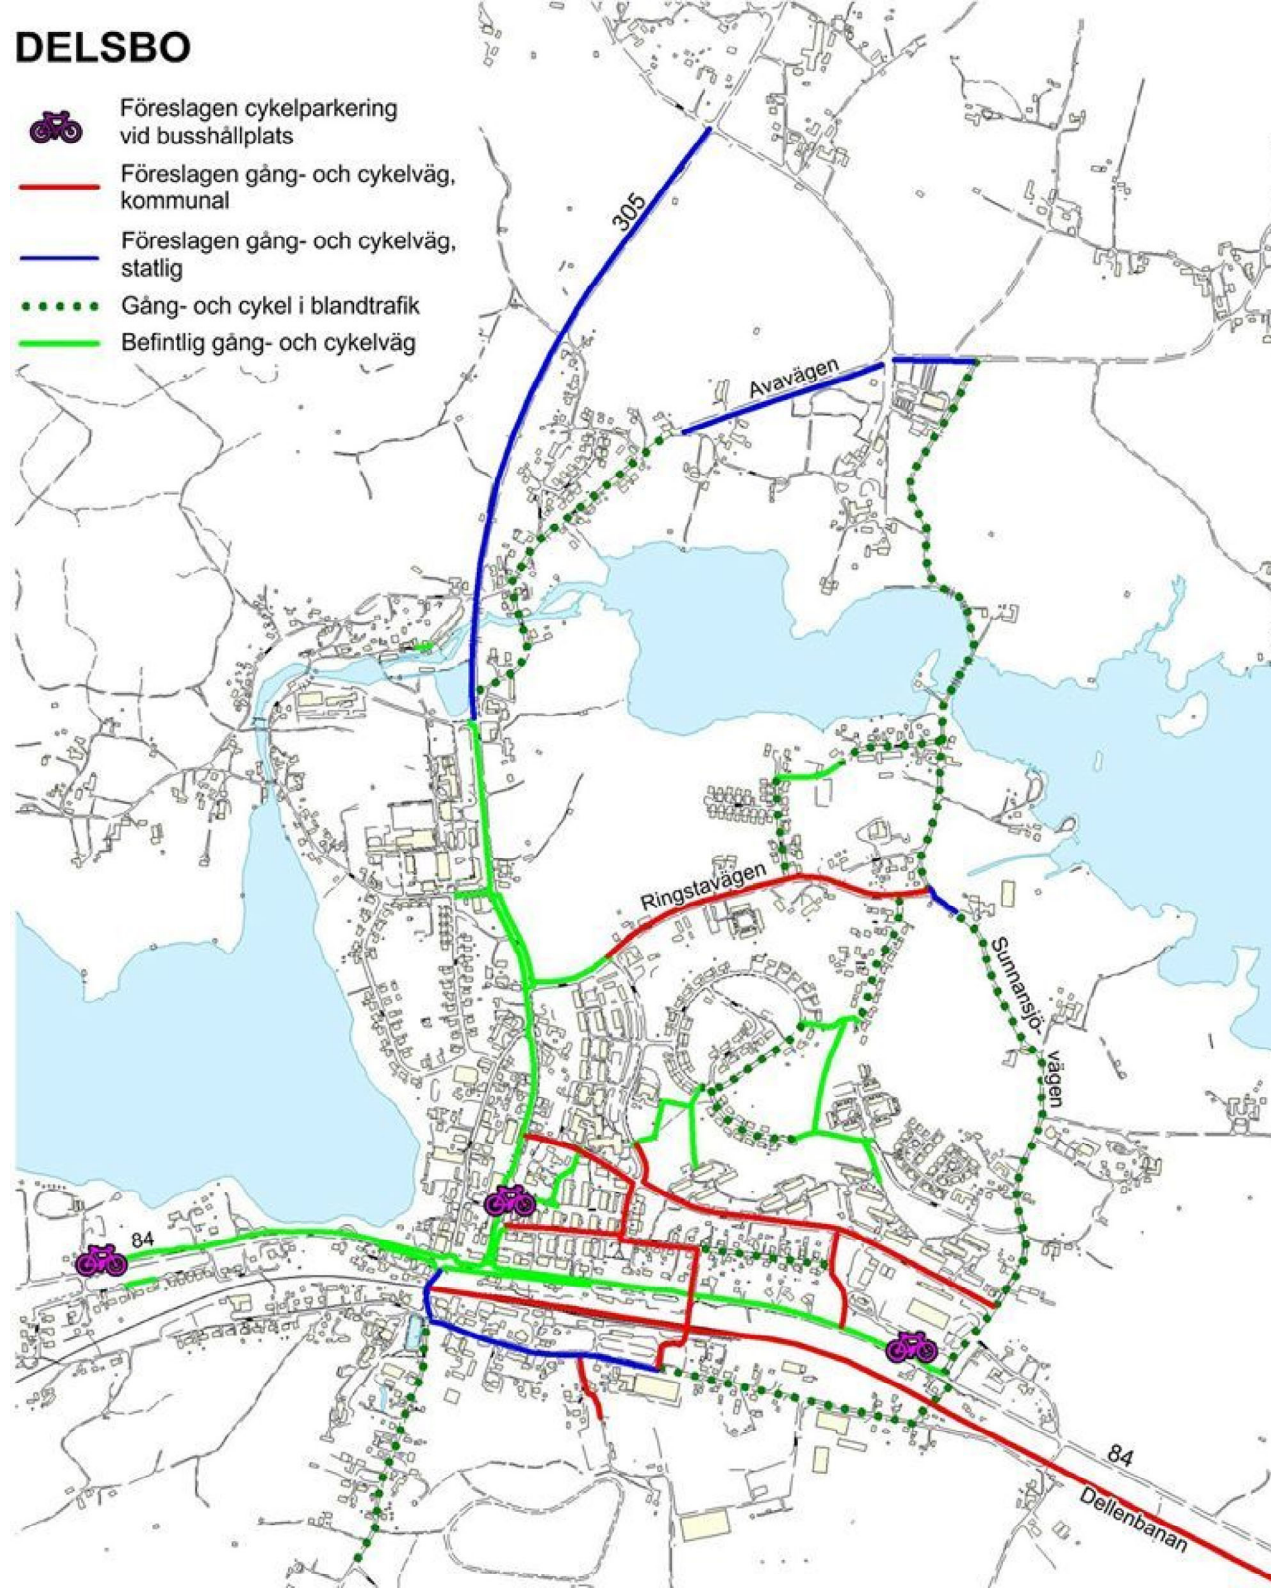 DELSBO
Föreslagen cykelparkering
vid busshållplats
Föreslagen gång- och cykelväg,
kommunal
Föreslagen gång- och cykelväg,
statlig
Gång- och cykel i blandtrafik
Befintlig gång- och cykelväg
305
Avavägen
Ringstavägen
Sunnansjö-
vägen
84
84
Dellenbanan